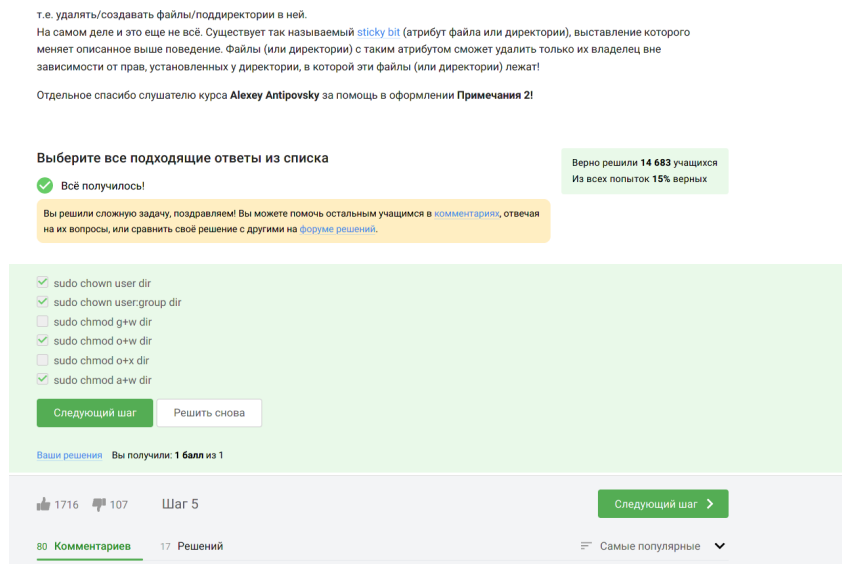 т.е. удалять/создавать файлы/поддиректории в ней.
На самом деле и это еще не всё. Существует так называемый sticky bit (атрибут файла или директории), выставление которого
меняет описанное выше поведение. Файлы (или директории) с таким атрибутом сможет удалить только их владелец вне
зависимости от прав, установленных у директории, в которой эти файлы (или директории) лежат!
Отдельное спасибо слушателю курса Alexey Antipovsky за помощь в оформлении Примечания 2!
Выберите все подходящие ответы из списка
Верно решили 14 683 учащихся
Из всех попыток 15% верных
Всё получилось!
Вы решили сложную задачу, поздравляем! Вы можете помочь остальным учащимся в комментариях, отвечая
на их вопросы, или сравнить своё решение с другими на форуме решений.
sudo chown user dir
sudo chown user:group dir
sudo chmod g+w dir
sudo chmod o+w dir
sudo chmod o+x dir
sudo chmod a+w dir
Следующий шаг
Решить снова
Ваши решения Вы получили: 1 балл из 1
1716 107 Шаг 5
Следующий шаг
80 Комментариев 17 Решений
Самые популярные